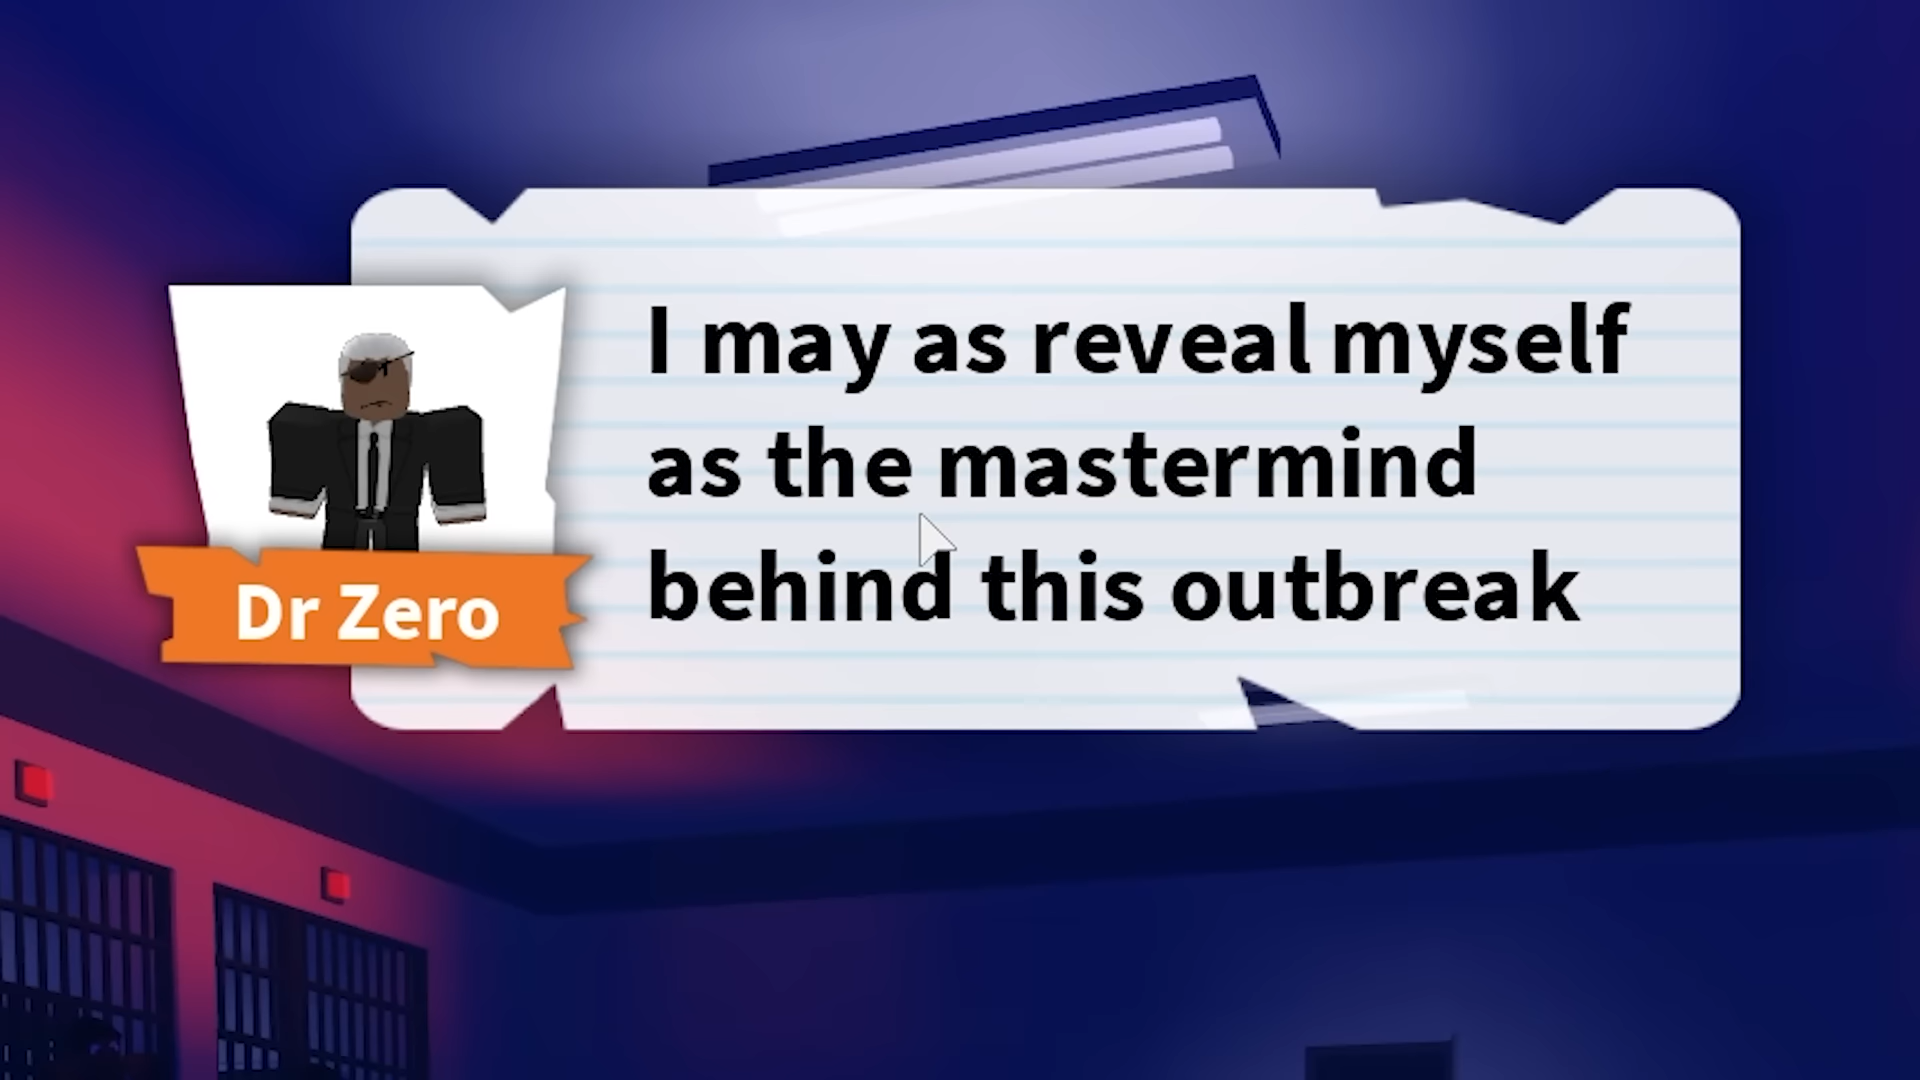 I may as reveal myself
as the mastermind
behind this outbreak
Dr Zero